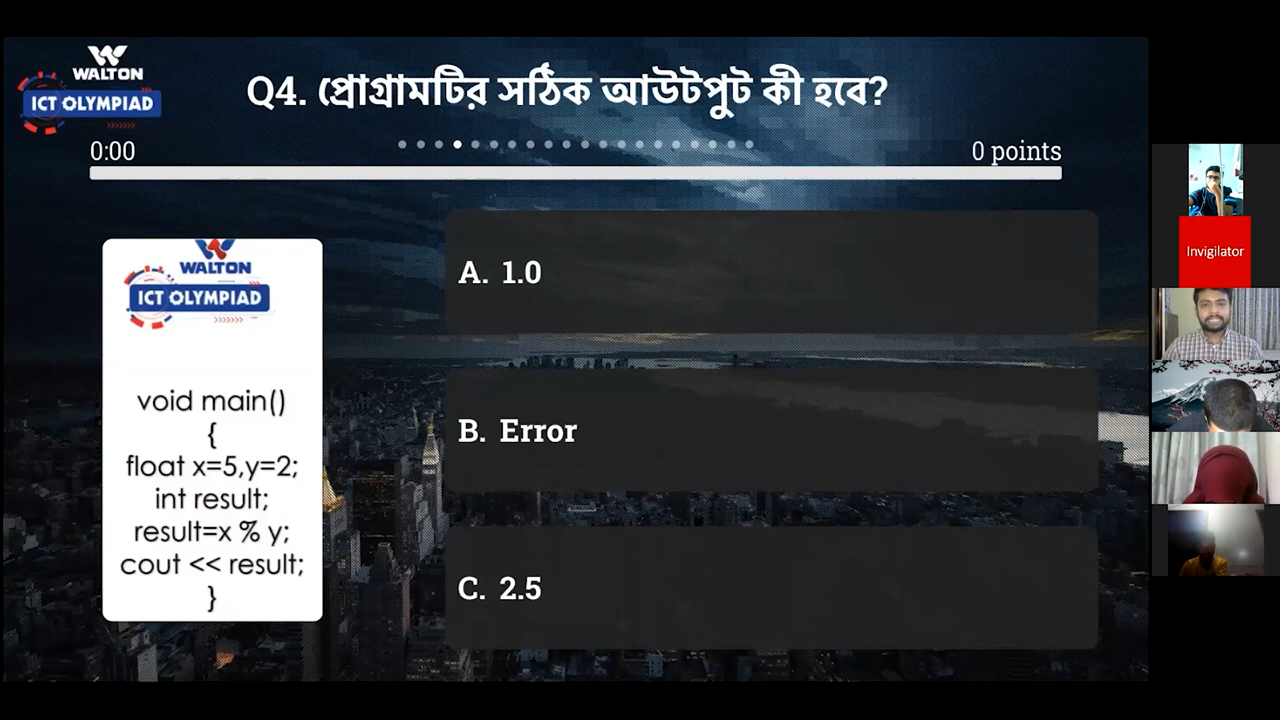 WALTON
ICT OLYMPIAD
Q4. প্রোগ্রামটির সঠিক আউটপুট কী হবে?
0:00
0 points
WALTON
ICT OLYMPIAD
void main()
{
float x=5,y=2;
int result;
result=x % y;
cout << result;
}
A. 1.0
B. Error
C. 2.5
Invigilator